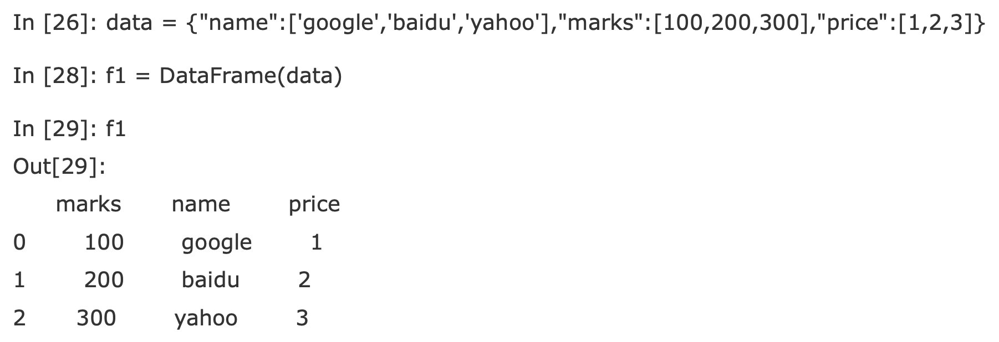 In [26]: data = {"name":['google','baidu','yahoo'],"marks":[100,200,300],"price":[1,2,3]}
In [28]: f1 = DataFrame(data)
In [29]: f1
Out[29]:
marks name price
0 100 google 1
1 200 baidu 2
2 300 yahoo 3